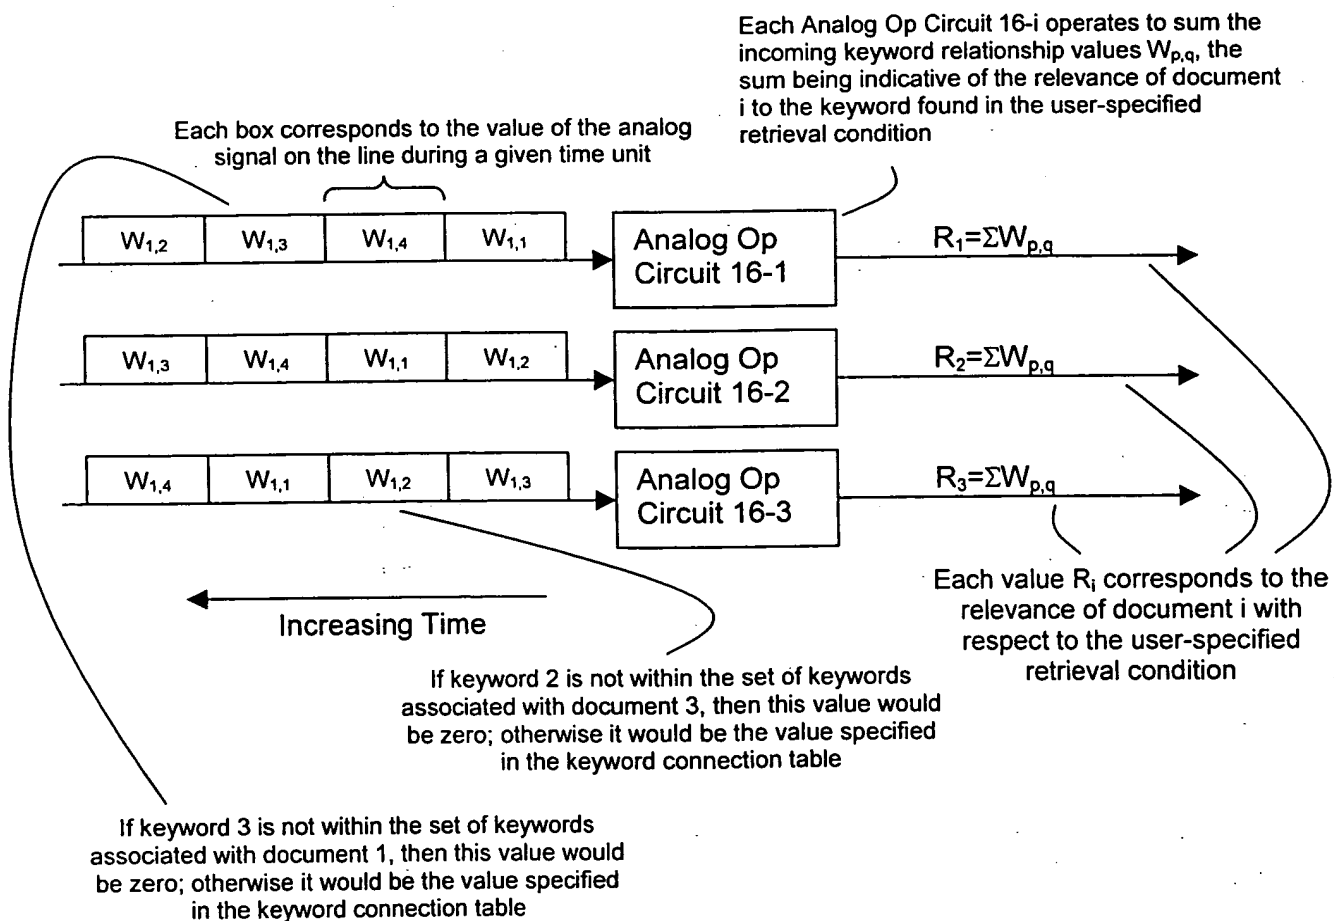 Each Analog Op Circuit 16-i operates to sum the
incoming keyword relationship values Wp,q, the
sum being indicative of the relevance of document
i to the keyword found in the user-specified
retrieval condition
Each box corresponds to the value of the analog
signal on the line during a given time unit
W1,2 W1,3 W1,4 W1,1
Analog Op
Circuit 16-1
R1=ΣWp,q
W1,3 W1,4 W1,1 W1,2
Analog Op
Circuit 16-2
R2=ΣWp,q
W1,4 W1,1 W1,2 W1,3
Analog Op
Circuit 16-3
R3=ΣWp,q
Increasing Time
Each value Ri corresponds to the
relevance of document i with
respect to the user-specified
retrieval condition
If keyword 2 is not within the set of keywords
associated with document 3, then this value would
be zero; otherwise it would be the value specified
in the keyword connection table
If keyword 3 is not within the set of keywords
associated with document 1, then this value would
be zero; otherwise it would be the value specified
in the keyword connection table